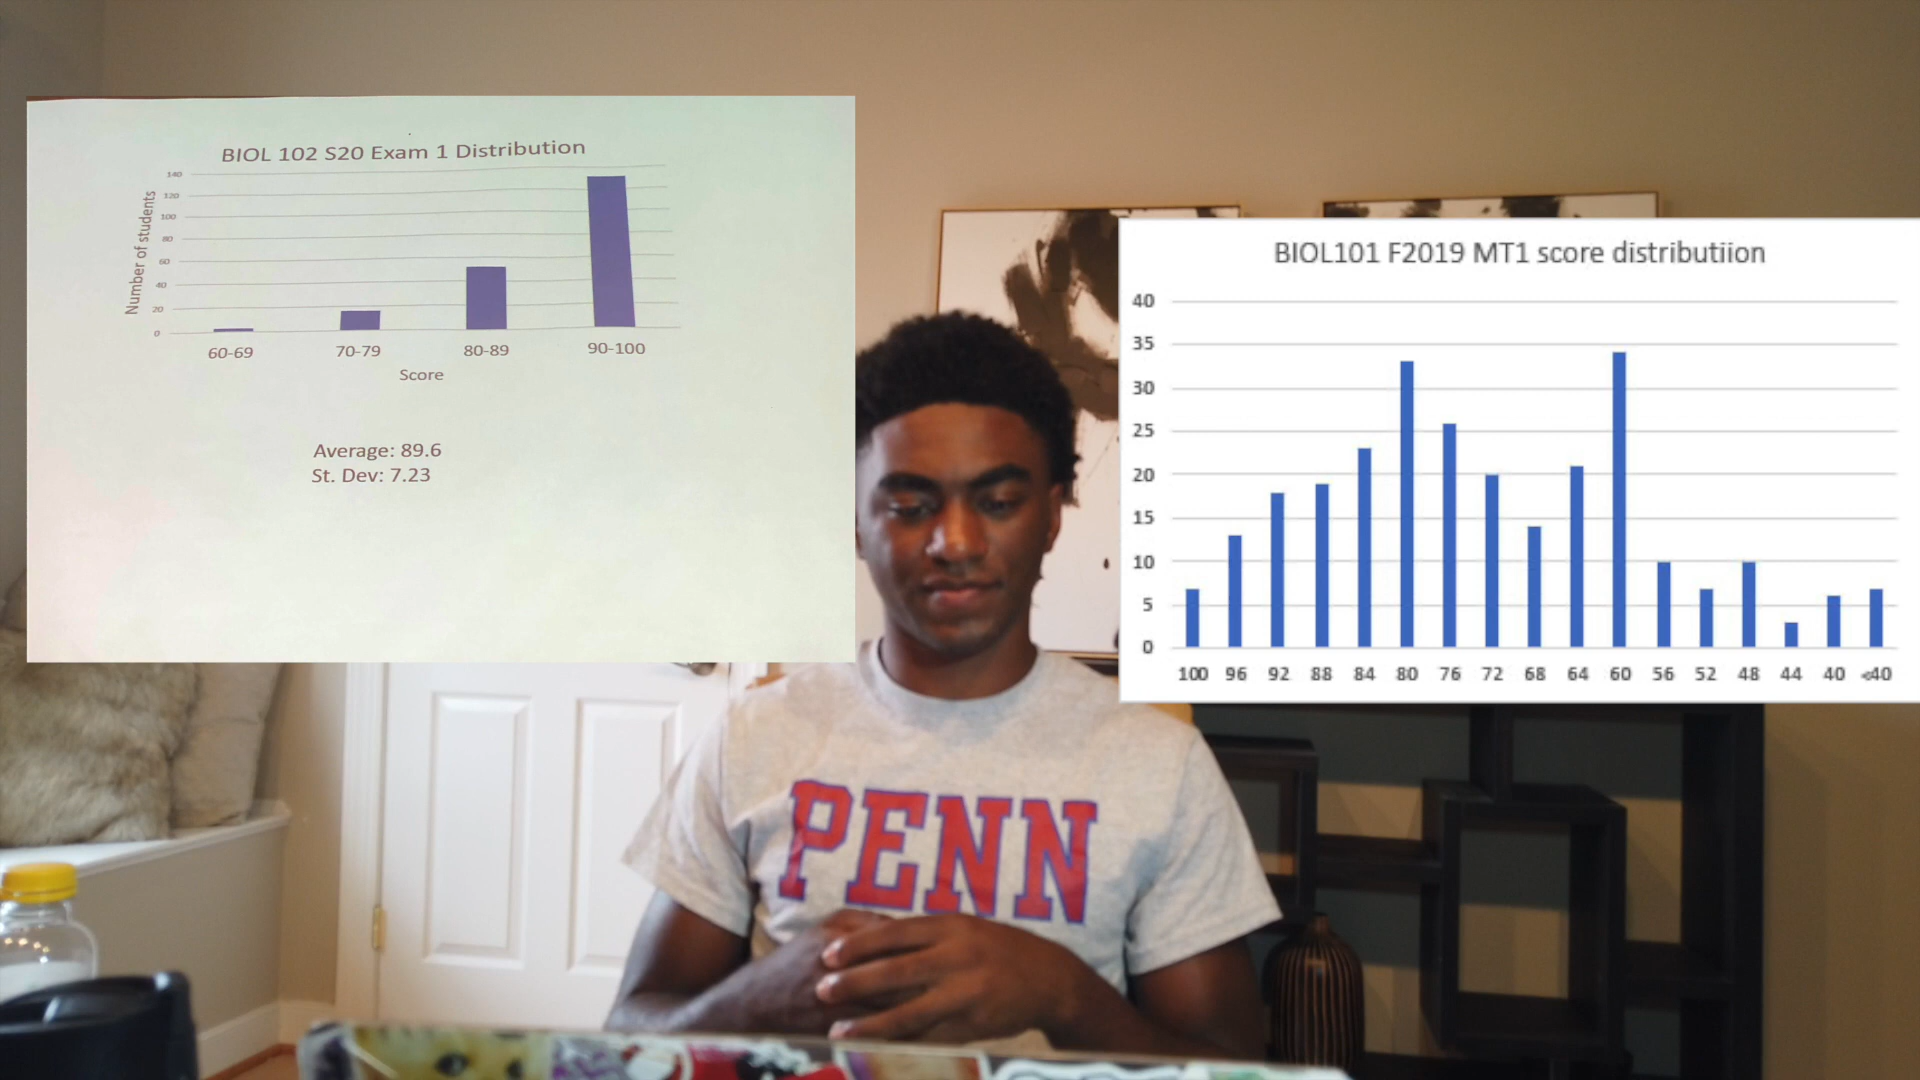 BIOL 102 S20 Exam 1 Distribution
Number of students
140
120
100
80
60
40
20
0
60-69 70-79 80-89 90-100
Score
Average: 89.6
St. Dev: 7.23
BIOL101 F2019 MT1 score distributiion
40
35
30
25
20
15
10
5
0
100 96 92 88 84 80 76 72 68 64 60 56 52 48 44 40 <40
PENN